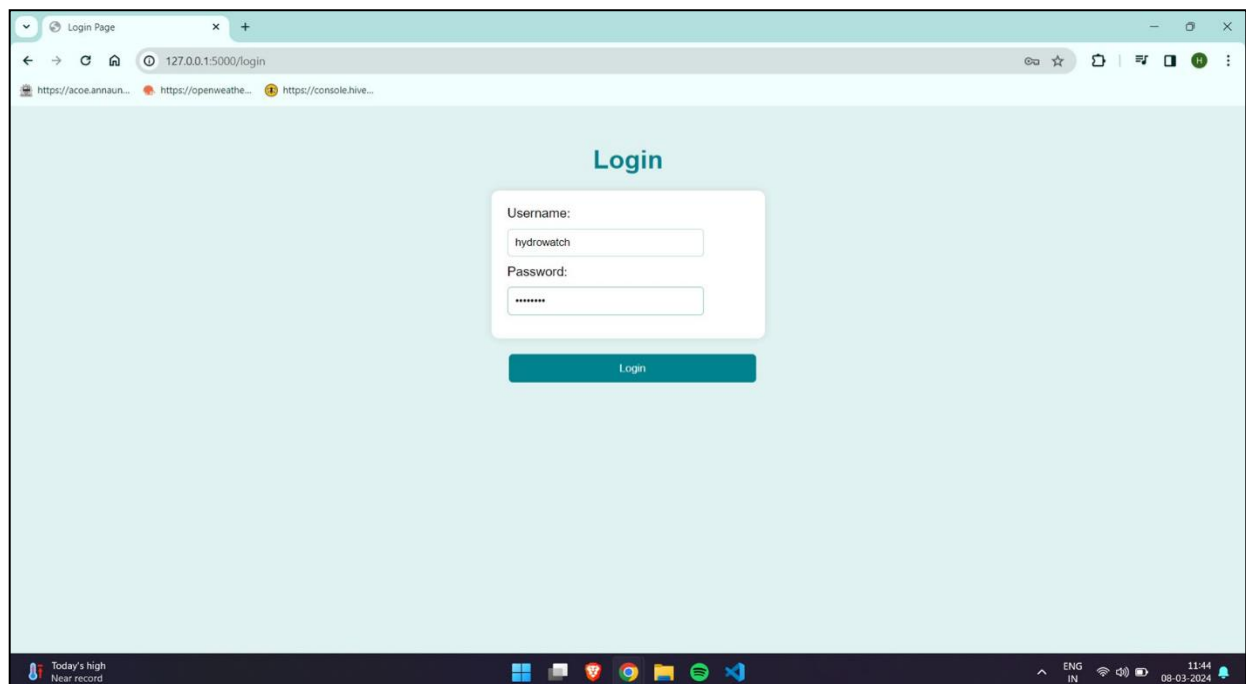 Login Page
127.0.0.1:5000/login
H
https://acoe.annaun...
https://openweathe...
https://console.hive...
Login
Username:
hydrowatch
Password:
••••••••
Login
Today's high
Near record
ENG
IN
11:44
08-03-2024